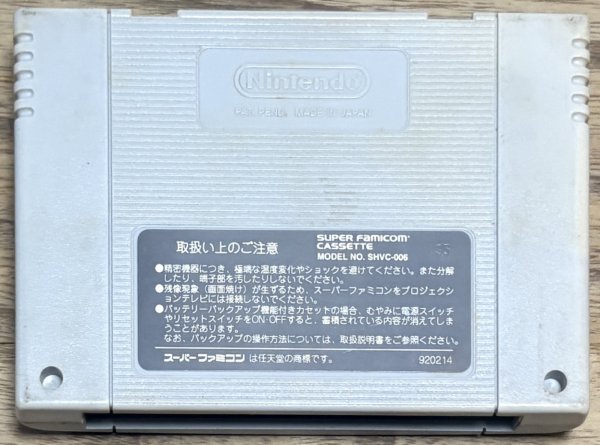 Nintendo
PAT. PEND. MADE IN JAPAN
取扱い上のご注意
SUPER FAMICOM
CASSETTE
MODEL NO. SHVC-006
●精密機器につき、極端な温度変化やショックを避けてください。また分解
したり、端子部を汚したりしないでください。
●残像現象（画面焼け）が生ずるため、スーパーファミコンをプロジェクシ
ョンテレビには接続しないでください。
●バッテリーバックアップ機能付きカセットの場合、むやみに電源スイッチ
やリセットスイッチをON・OFFすると、蓄積されている内容が消えてしま
うことがあります。
なお、バックアップの操作方法については、取扱説明書をご参照ください。
スーパーファミコン は任天堂の商標です。
920214